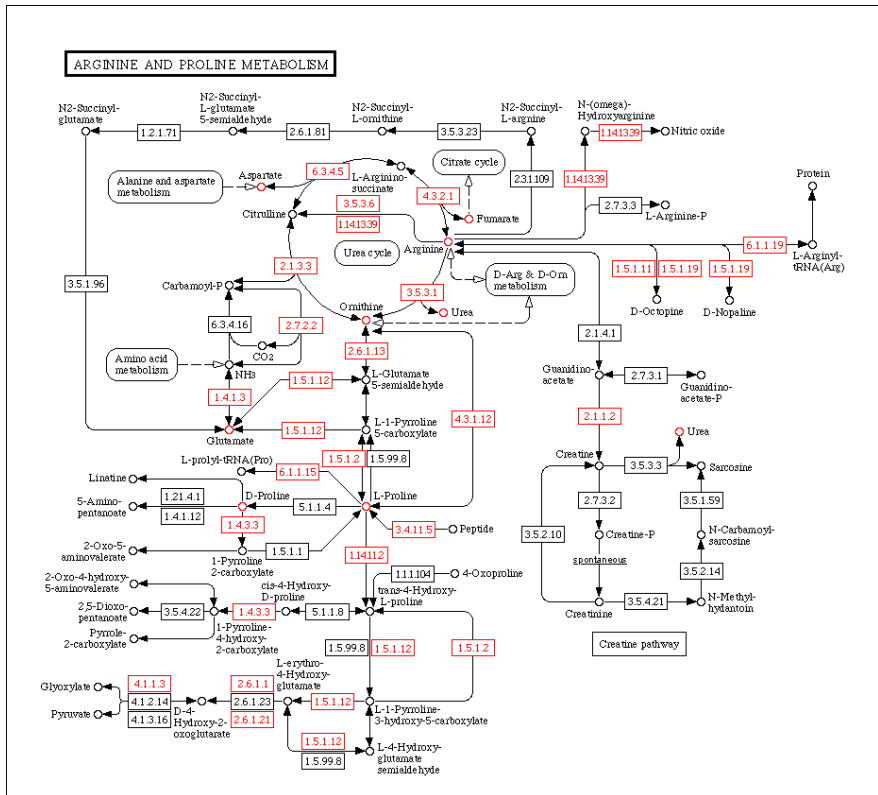 ARGININE AND PROLINE METABOLISM
N2-Succinyl-
glutamate
N2-Succinyl-
L-glutamate
5-semialdehyde
N2-Succinyl-
L-ornithine
N2-Succinyl
L-arginine
N-(omega)-
Hydroxyarginine
1.2.1.71
2.6.1.81
3.5.3.23
1.14.13.39
Nitric oxide
Alanine and aspartate
metabolism
Aspartate
6.3.4.5
L-Arginino-
succinate
Citrate cycle
4.3.2.1
2.3.1.109
1.14.13.39
Protein
Citrulline
3.5.3.6
1.14.13.39
Fumarate
2.7.3.3
L-Arginine-P
Urea cycle
Arginine
6.1.1.19
L-Arginyl-
tRNA(Arg)
2.1.3.3
D-Arg & D-Orn
metabolism
1.5.1.11
1.5.1.19
1.5.1.19
3.5.1.96
Carbamoyl-P
3.5.3.1
Ornithine
Urea
D-Octopine
D-Nopaline
6.3.4.16
2.7.2.2
CO2
2.6.1.13
2.1.4.1
Amino acid
metabolism
NH3
1.5.1.12
L-Glutamate
5-semialdehyde
Guanidino-
acetate
2.7.3.1
Guanidino-
acetate-P
1.4.1.3
4.3.1.12
2.1.1.2
Glutamate
1.5.1.12
L-1-Pyrroline
5-carboxylate
Urea
L-prolyl-tRNA(Pro)
6.1.1.15
1.5.1.2
1.5.99.8
Creatine
3.5.3.3
Sarcosine
Linatine
D-Proline
L-Proline
1.21.4.1
5-Amino-
pentanoate
1.4.1.12
5.1.1.4
2.7.3.2
3.5.1.59
1.4.3.3
3.4.11.5
Peptide
3.5.2.10
Creatine-P
N-Carbamoyl-
sarcosine
2-Oxo-5-
aminovalerate
1-Pyrroline
2-carboxylate
1.5.1.1
1.14.11.2
spontaneous
2-Oxo-4-hydroxy-
5-aminovalerate
cis-4-Hydroxy-
D-proline
1.1.1.104
4-Oxoproline
trans-4-Hydroxy-
L-proline
3.5.2.14
2,5-Dioxo-
pentanoate
3.5.4.22
1.4.3.3
5.1.1.8
Creatinine
3.5.4.21
N-Methyl-
hydantoin
Pyrrole-
2-carboxylate
1-Pyrroline-
4-hydroxy-
2-carboxylate
1.5.99.8
1.5.1.12
1.5.1.2
Creatine pathway
L-erythro-
4-Hydroxy-
glutamate
Glyoxylate
4.1.1.3
2.6.1.1
4.1.2.14
2.6.1.23
1.5.1.12
L-1-Pyrroline-
3-hydroxy-5-carboxylate
Pyruvate
4.1.3.16
D-4-
Hydroxy-2-
oxoglutarate
2.6.1.21
1.5.1.12
1.5.99.8
L-4-Hydroxy-
glutamate
semialdehyde